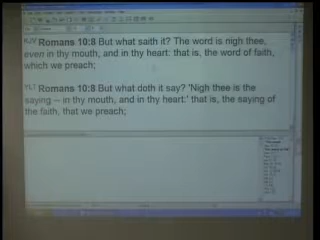 KJV Romans 10:8 But what saith it? The word is nigh thee,
even in thy mouth, and in thy heart: that is, the word of faith,
which we preach;
YLT Romans 10:8 But what doth it say? 'Nigh thee is the
saying -- in thy mouth, and in thy heart:' that is, the saying of
the faith, that we preach;